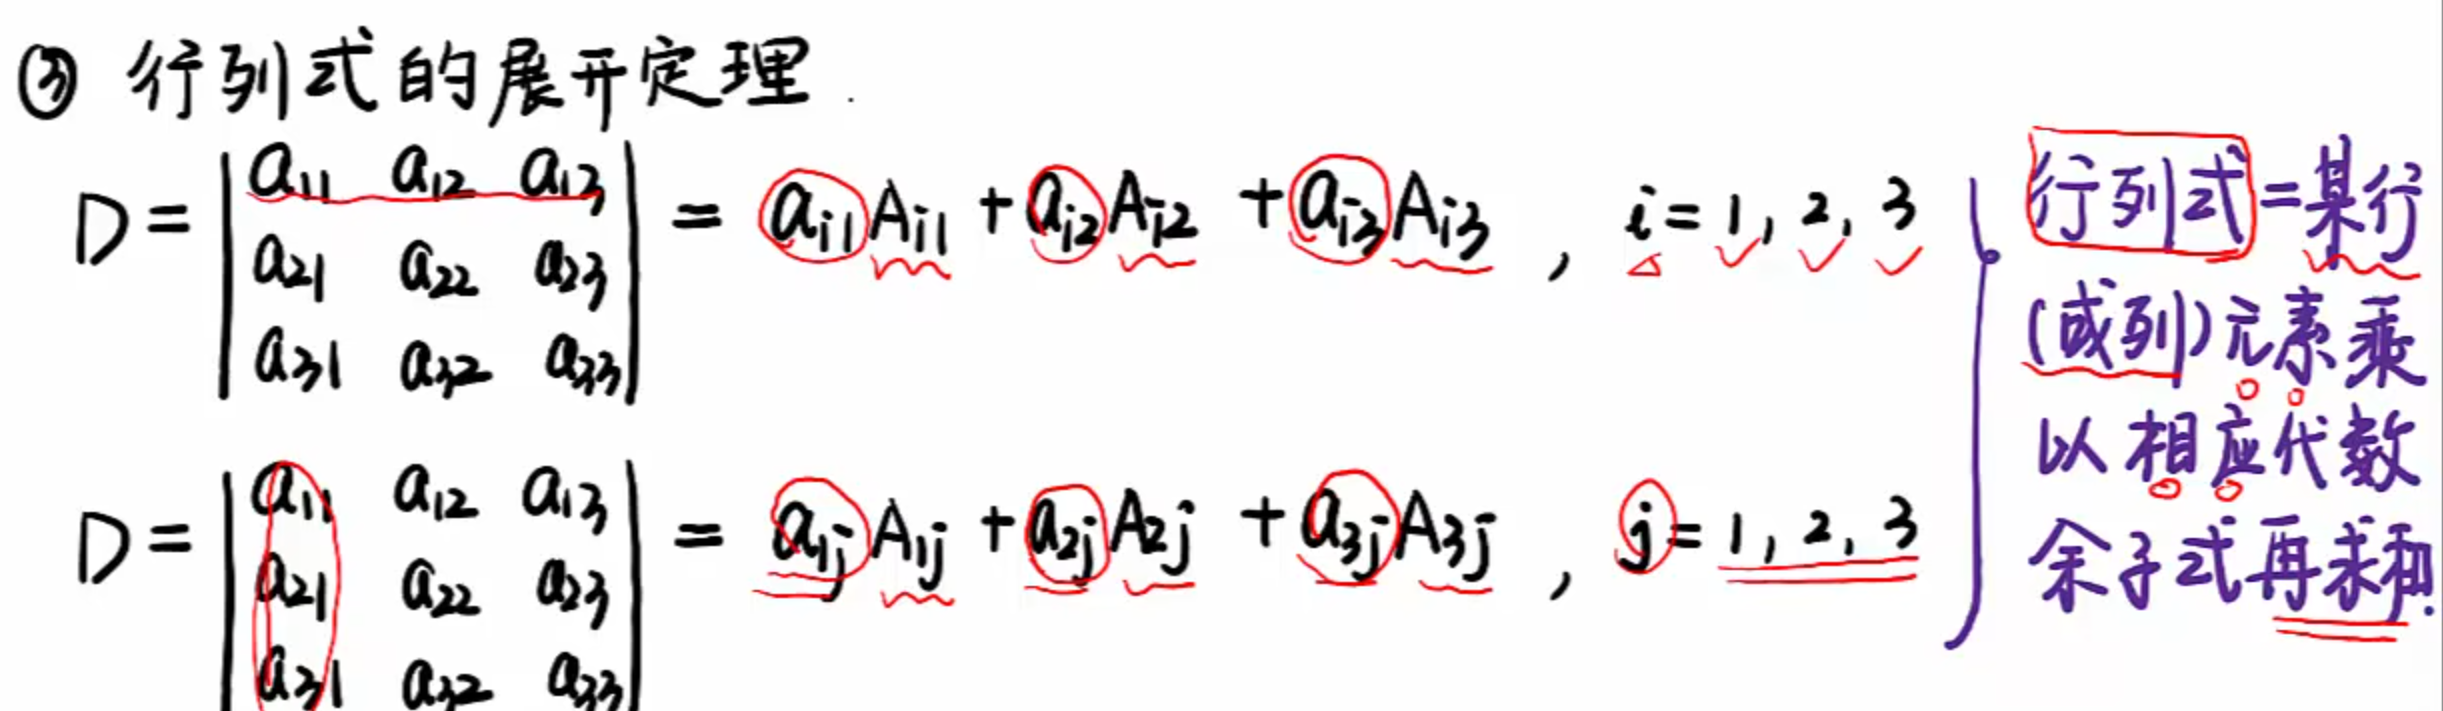 ③ 行列式的展开定理.
D = | a11 a12 a13 | = ai1Ai1 + ai2Ai2 + ai3Ai3 , i = 1, 2, 3
a21 a22 a23
a31 a32 a33
D = | a11 a12 a13 | = a1jA1j + a2jA2j + a3jA3j , j = 1, 2, 3
a21 a22 a23
a31 a32 a33
行列式 = 某行
(或列)元素乘
以相应代数
余子式再求和.